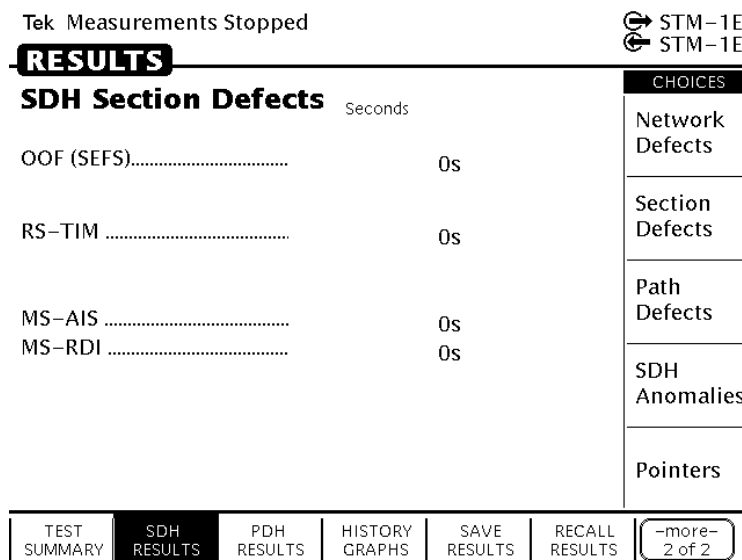 Tek Measurements Stopped
STM-1E
STM-1E
RESULTS
SDH Section Defects Seconds
OOF (SEFS)............................... 0s
RS-TIM .................................... 0s
MS-AIS .................................... 0s
MS-RDI ................................... 0s
CHOICES
Network
Defects
Section
Defects
Path
Defects
SDH
Anomalies
Pointers
TEST
SUMMARY
SDH
RESULTS
PDH
RESULTS
HISTORY
GRAPHS
SAVE
RESULTS
RECALL
RESULTS
-more-
2 of 2